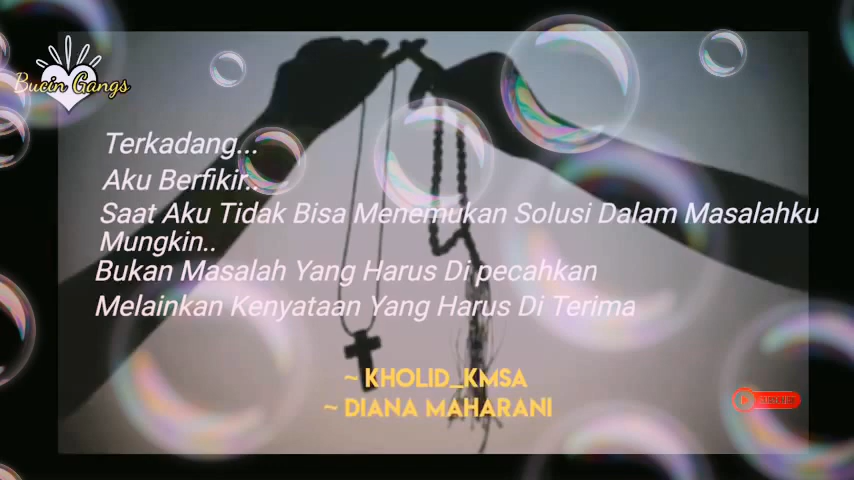 Bucin Gangs
Terkadang...
Aku Berfikir..
Saat Aku Tidak Bisa Menemukan Solusi Dalam Masalahku
Mungkin..
Bukan Masalah Yang Harus Di pecahkan
Melainkan Kenyataan Yang Harus Di Terima
~ KHOLID_KMSA
~ DIANA MAHARANI